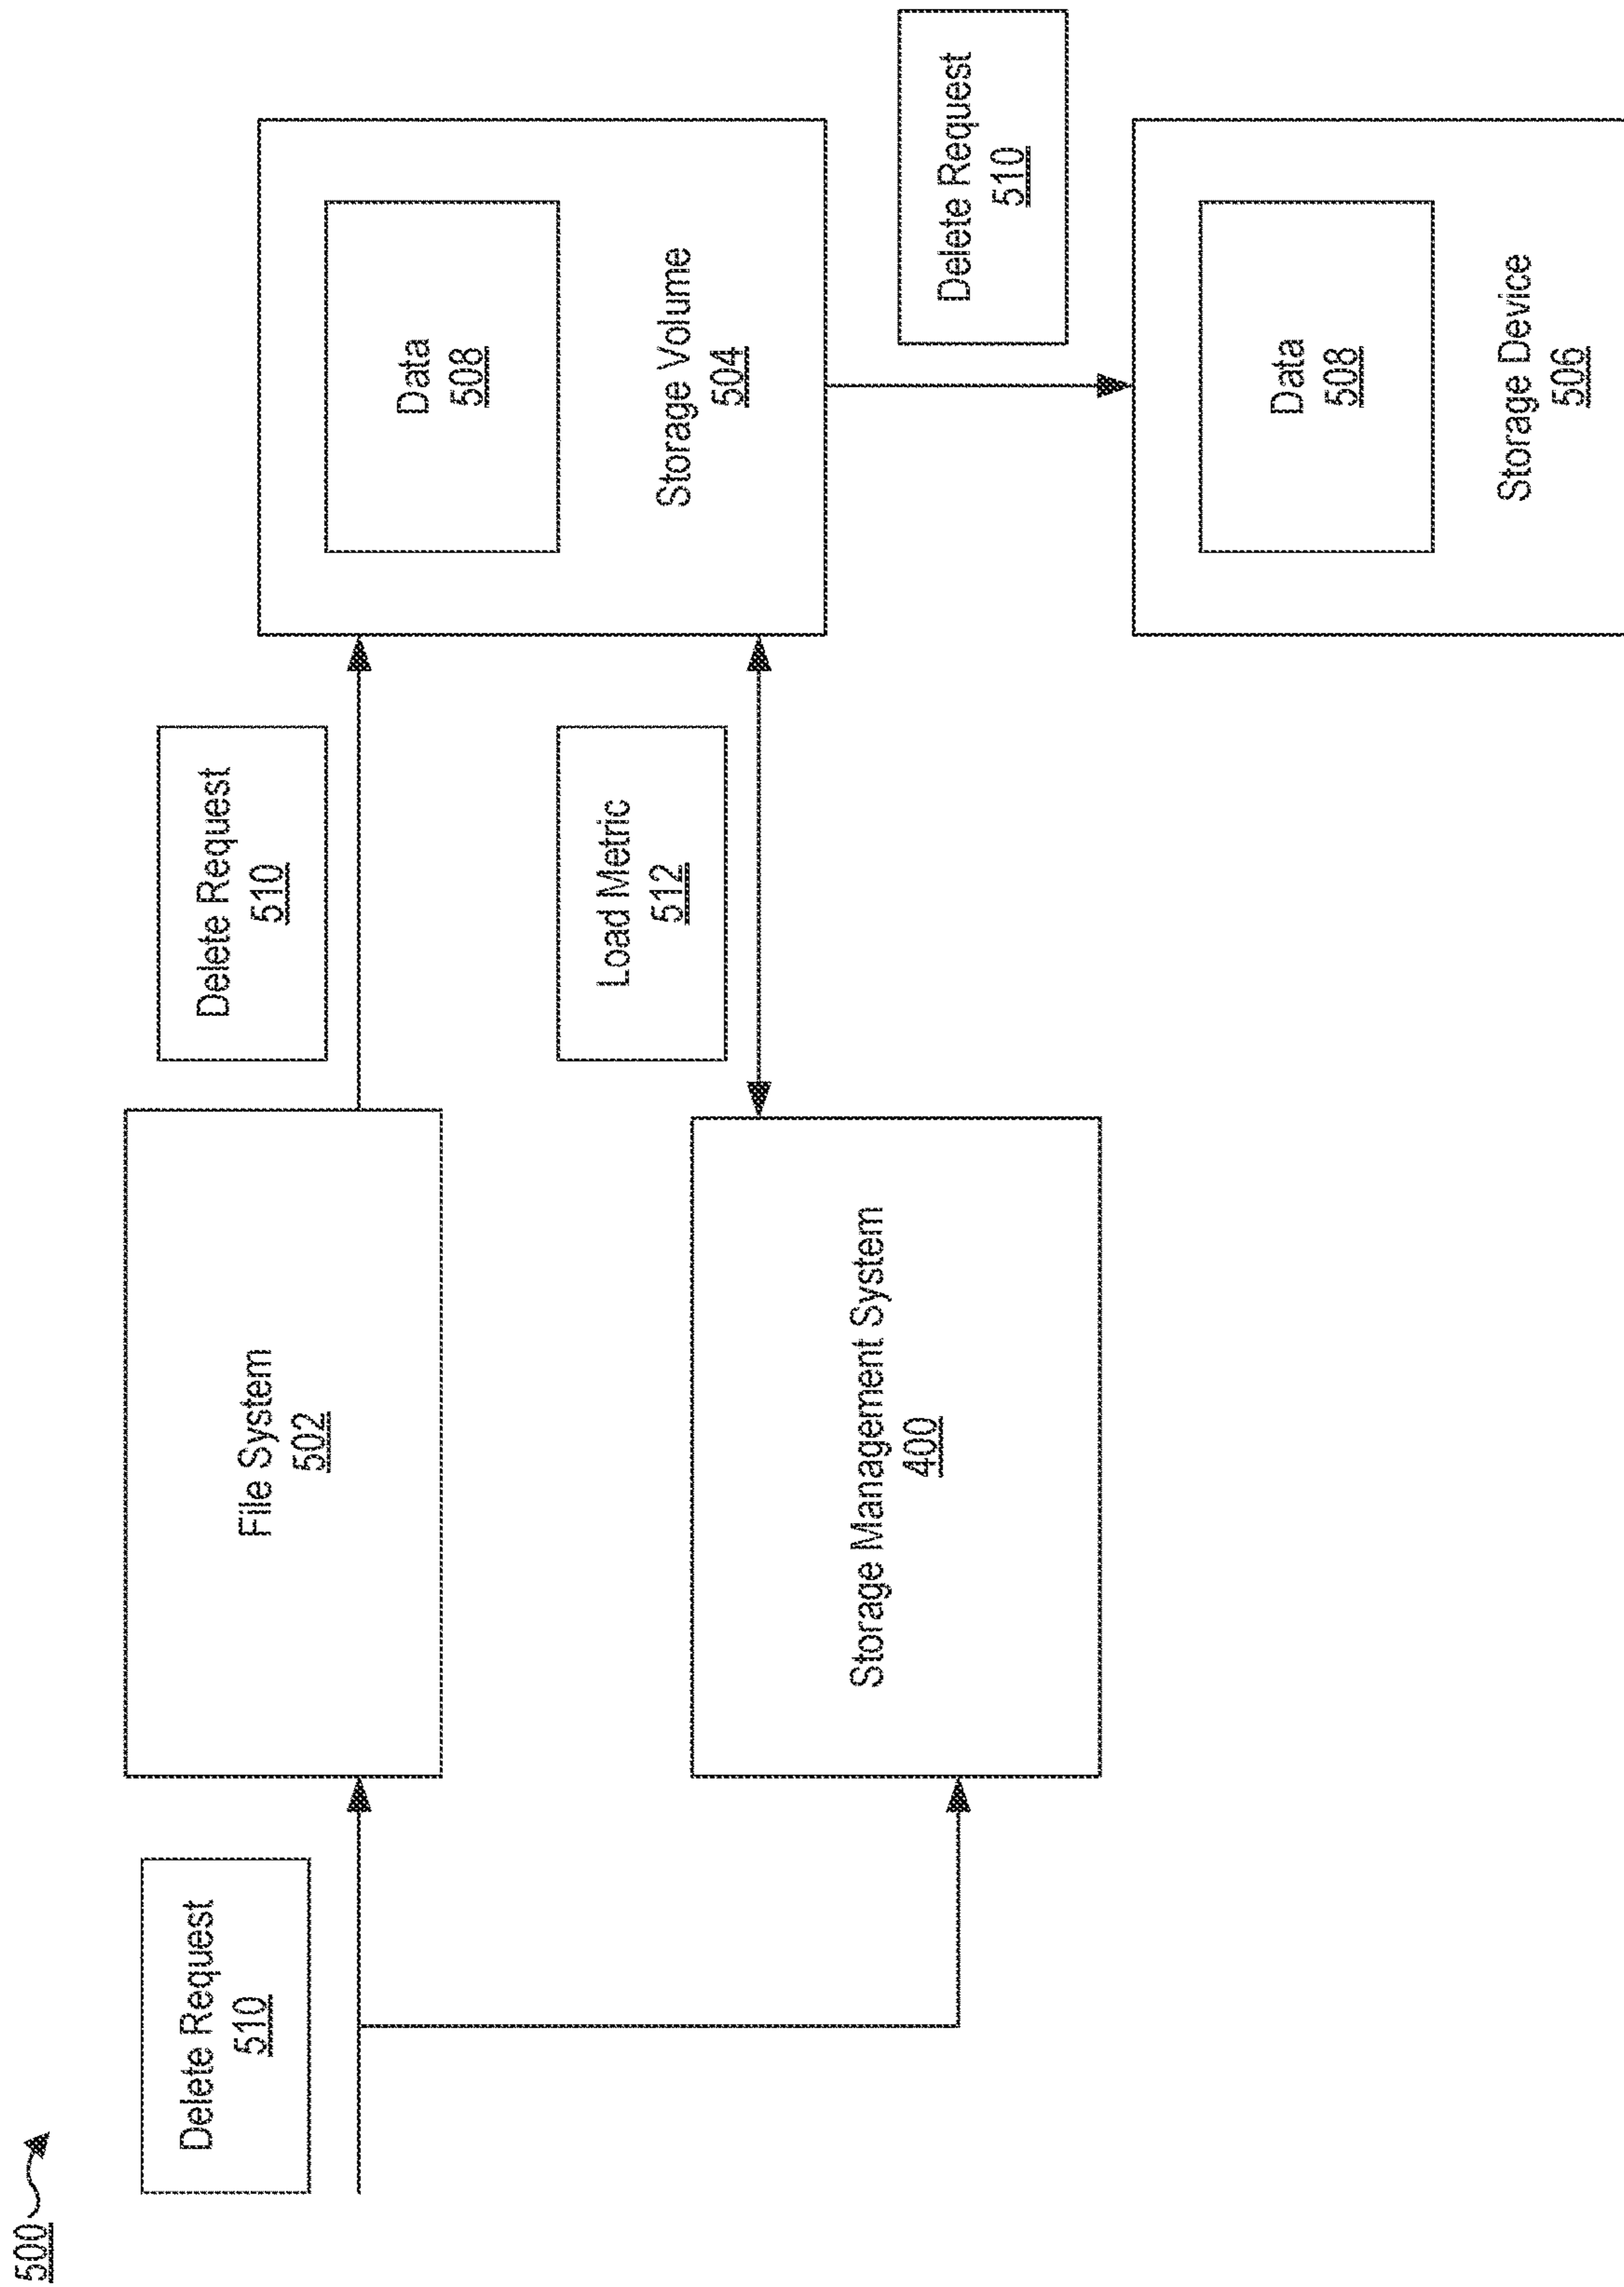 500
Delete Request
510
File System
502
Delete Request
510
Storage Management System
400
Load Metric
512
Data
508
Storage Volume
504
Delete Request
510
Data
508
Storage Device
506